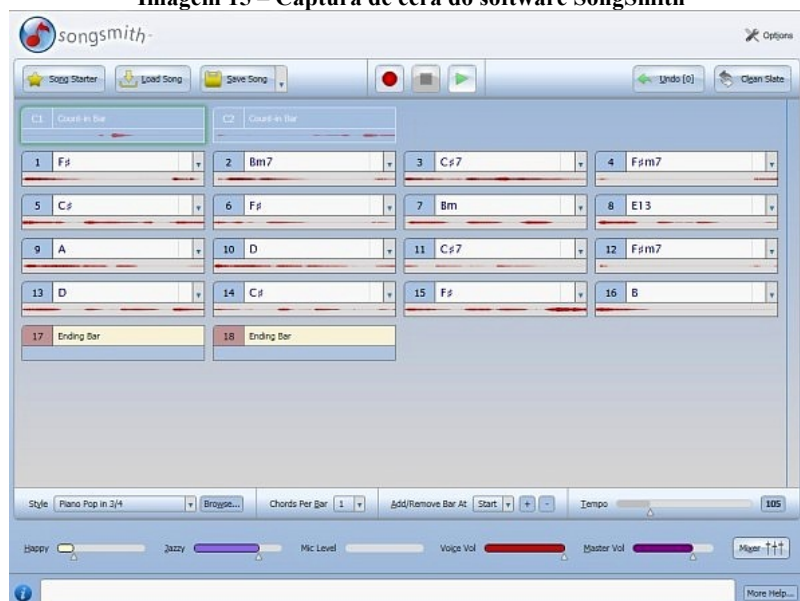 Imagem 15 – Captura de cera do software SongSmith
songsmith
Options
Song Starter Load Song Save Song Undo [0] Clean Slate
C1 Count-in Bar C2 Count-in Bar
1 F♯ 2 Bm7 3 C♯7 4 F♯m7
5 C♯ 6 F♯ 7 Bm 8 E13
9 A 10 D 11 C♯7 12 F♯m7
13 D 14 C♯ 15 F♯ 16 B
17 Ending Bar 18 Ending Bar
Style Piano Pop in 3/4 Browse... Chords Per Bar 1 Add/Remove Bar At Start + - Tempo 105
Happy Jazzy Mic Level Voice Vol Master Vol Mixer
More Help...